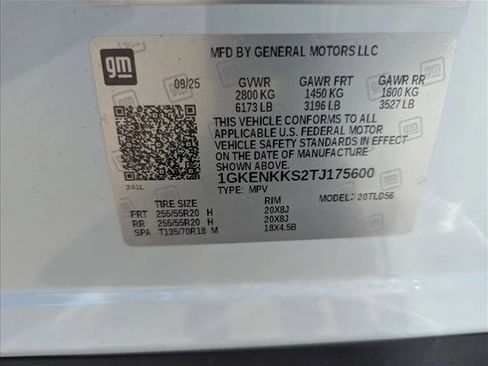 gm
MFD BY GENERAL MOTORS LLC
09/25 GVWR GAWR FRT GAWR RR
2800 KG 1450 KG 1600 KG
6173 LB 3196 LB 3527 LB
THIS VEHICLE CONFORMS TO ALL
APPLICABLE U.S. FEDERAL MOTOR
VEHICLE SAFETY STANDARDS IN EFFECT
ON THE DATE OF MANUFACTURE
SHOWN ABOVE.
1GKENKKS2TJ175600
241L TYPE: MPV MODEL: 20TLD56
TIRE SIZE RIM
FRT 255/55R20 H 20X8J
RR 255/55R20 H 20X8J
SPA T135/70R18 M 18X4.5B